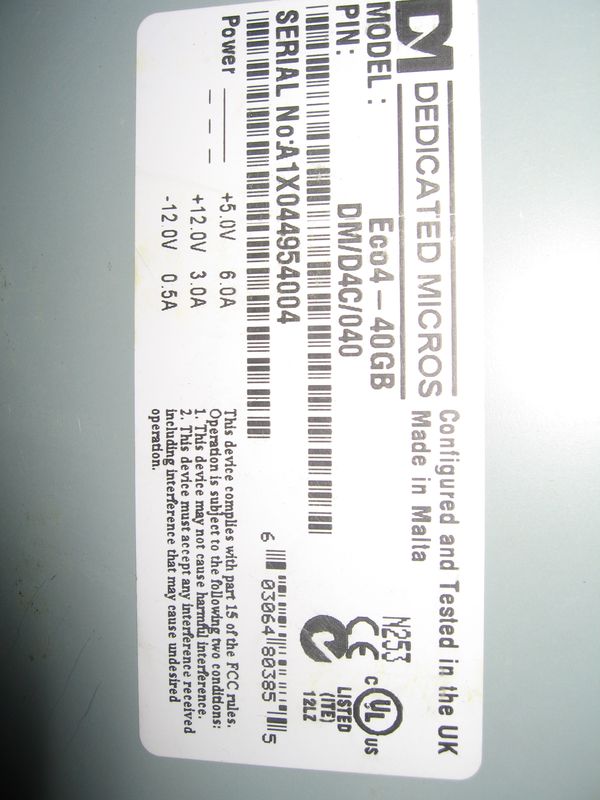 DM DEDICATED MICROS
Configured and Tested in the UK
Made in Malta
MODEL: Eco4-40GB
PIN: DM/D4C/040
SERIAL No:A1X044954004
N253
CE
C UL US
LISTED
(ITE)
12LZ
6 03064 80385 5
Power
+5.0V 6.0A
+12.0V 3.0A
-12.0V 0.5A
This device complies with part 15 of the FCC rules.
Operation is subject to the following two conditions:
1. This device may not cause harmful interference.
2. This device must accept any interference received
including interference that may cause undesired
operation.